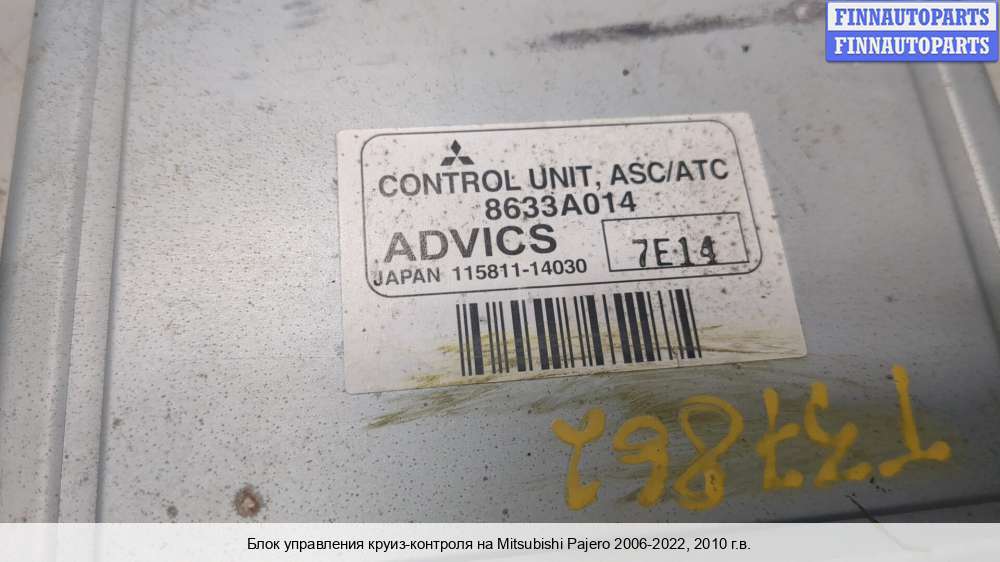 FINNAUTOPARTS
FINNAUTOPARTS
CONTROL UNIT, ASC/ATC
8633A014
ADVICS
7E14
JAPAN 115811-14030
T37862
Блок управления круиз-контроля на Mitsubishi Pajero 2006-2022, 2010 г.в.